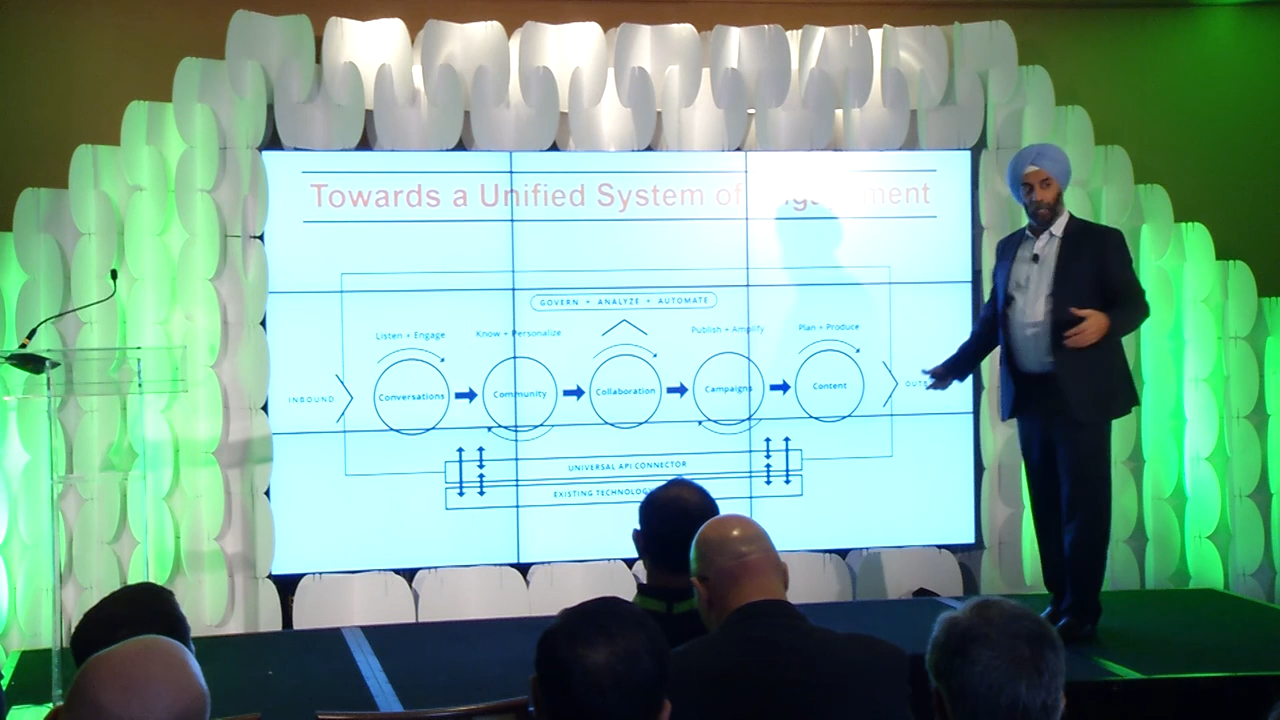 Towards a Unified System of
GOVERN + ANALYZE + AUTOMATE
Listen + Engage
Know + Personalize
Publish + Amplify
Plan + Produce
INBOUND
Conversations
Community
Collaboration
Campaigns
Content
UNIVERSAL API CONNECTOR
EXISTING TECHNOLOGY